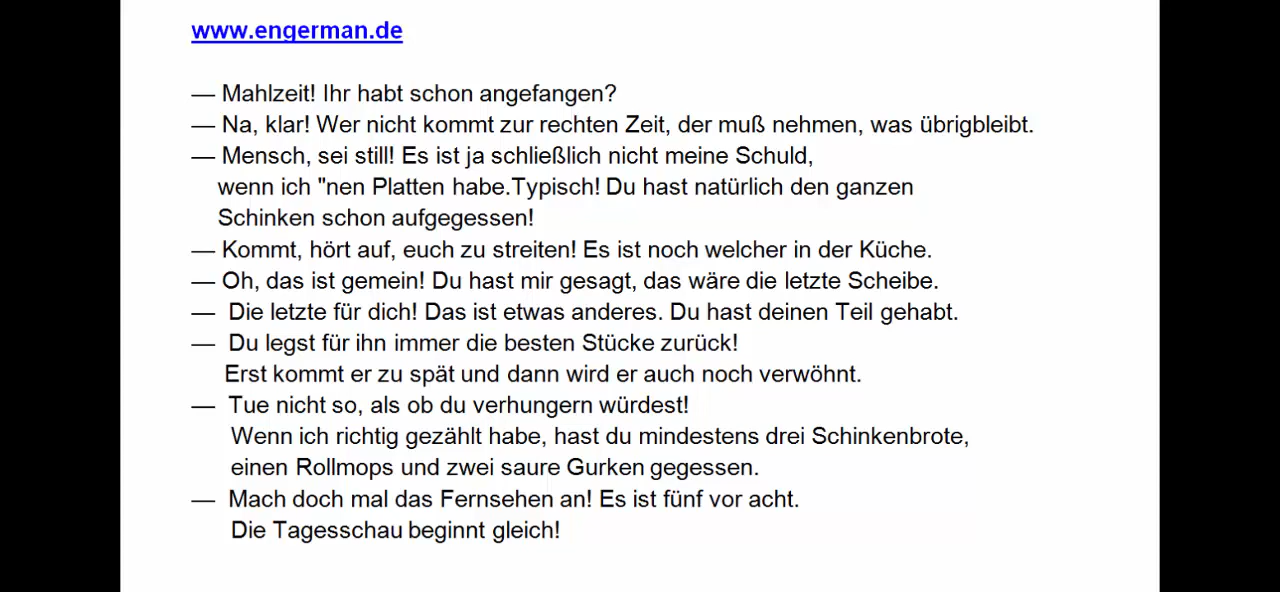 www.engerman.de
— Mahlzeit! Ihr habt schon angefangen?
— Na, klar! Wer nicht kommt zur rechten Zeit, der muß nehmen, was übrigbleibt.
— Mensch, sei still! Es ist ja schließlich nicht meine Schuld,
wenn ich "nen Platten habe.Typisch! Du hast natürlich den ganzen
Schinken schon aufgegessen!
— Kommt, hört auf, euch zu streiten! Es ist noch welcher in der Küche.
— Oh, das ist gemein! Du hast mir gesagt, das wäre die letzte Scheibe.
— Die letzte für dich! Das ist etwas anderes. Du hast deinen Teil gehabt.
— Du legst für ihn immer die besten Stücke zurück!
Erst kommt er zu spät und dann wird er auch noch verwöhnt.
— Tue nicht so, als ob du verhungern würdest!
Wenn ich richtig gezählt habe, hast du mindestens drei Schinkenbrote,
einen Rollmops und zwei saure Gurken gegessen.
— Mach doch mal das Fernsehen an! Es ist fünf vor acht.
Die Tagesschau beginnt gleich!